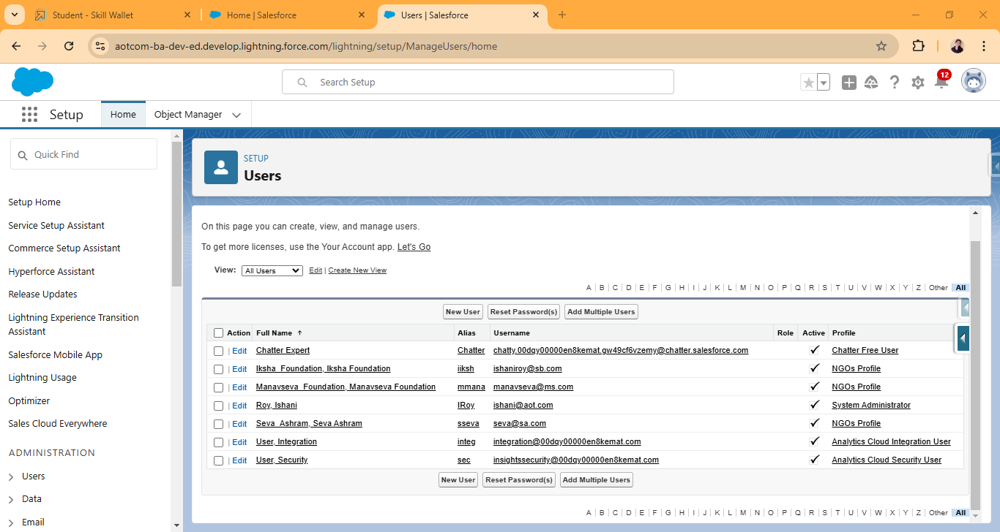 Student - Skill Wallet
Home | Salesforce
Users | Salesforce
aotcom-ba-dev-ed.develop.lightning.force.com/lightning/setup/ManageUsers/home
Search Setup
12
Setup
Home
Object Manager
Quick Find
Setup Home
Service Setup Assistant
Commerce Setup Assistant
Hyperforce Assistant
Release Updates
Lightning Experience Transition
Assistant
Salesforce Mobile App
Lightning Usage
Optimizer
Sales Cloud Everywhere
ADMINISTRATION
Users
Data
Email
SETUP
Users
On this page you can create, view, and manage users.
To get more licenses, use the Your Account app. Let's Go
View: All Users Edit | Create New View
A | B | C | D | E | F | G | H | I | J | K | L | M | N | O | P | Q | R | S | T | U | V | W | X | Y | Z | Other | All
New User Reset Password(s) Add Multiple Users
Action Full Name ↑ Alias Username Role Active Profile
| Edit Chatter Expert Chatter chatty.00dqy00000en8kemat.gw49cf6vzemy@chatter.salesforce.com ✓ Chatter Free User
| Edit Iksha_Foundation, Iksha Foundation iiksh ishaniroy@sb.com ✓ NGOs Profile
| Edit Manavseva_Foundation, Manavseva Foundation mmana manavseva@ms.com ✓ NGOs Profile
| Edit Roy, Ishani IRoy ishani@aot.com ✓ System Administrator
| Edit Seva_Ashram, Seva Ashram sseva seva@sa.com ✓ NGOs Profile
| Edit User, Integration integ integration@00dqy00000en8kemat.com ✓ Analytics Cloud Integration User
| Edit User, Security sec insightssecurity@00dqy00000en8kemat.com ✓ Analytics Cloud Security User
New User Reset Password(s) Add Multiple Users
A | B | C | D | E | F | G | H | I | J | K | L | M | N | O | P | Q | R | S | T | U | V | W | X | Y | Z | Other | All